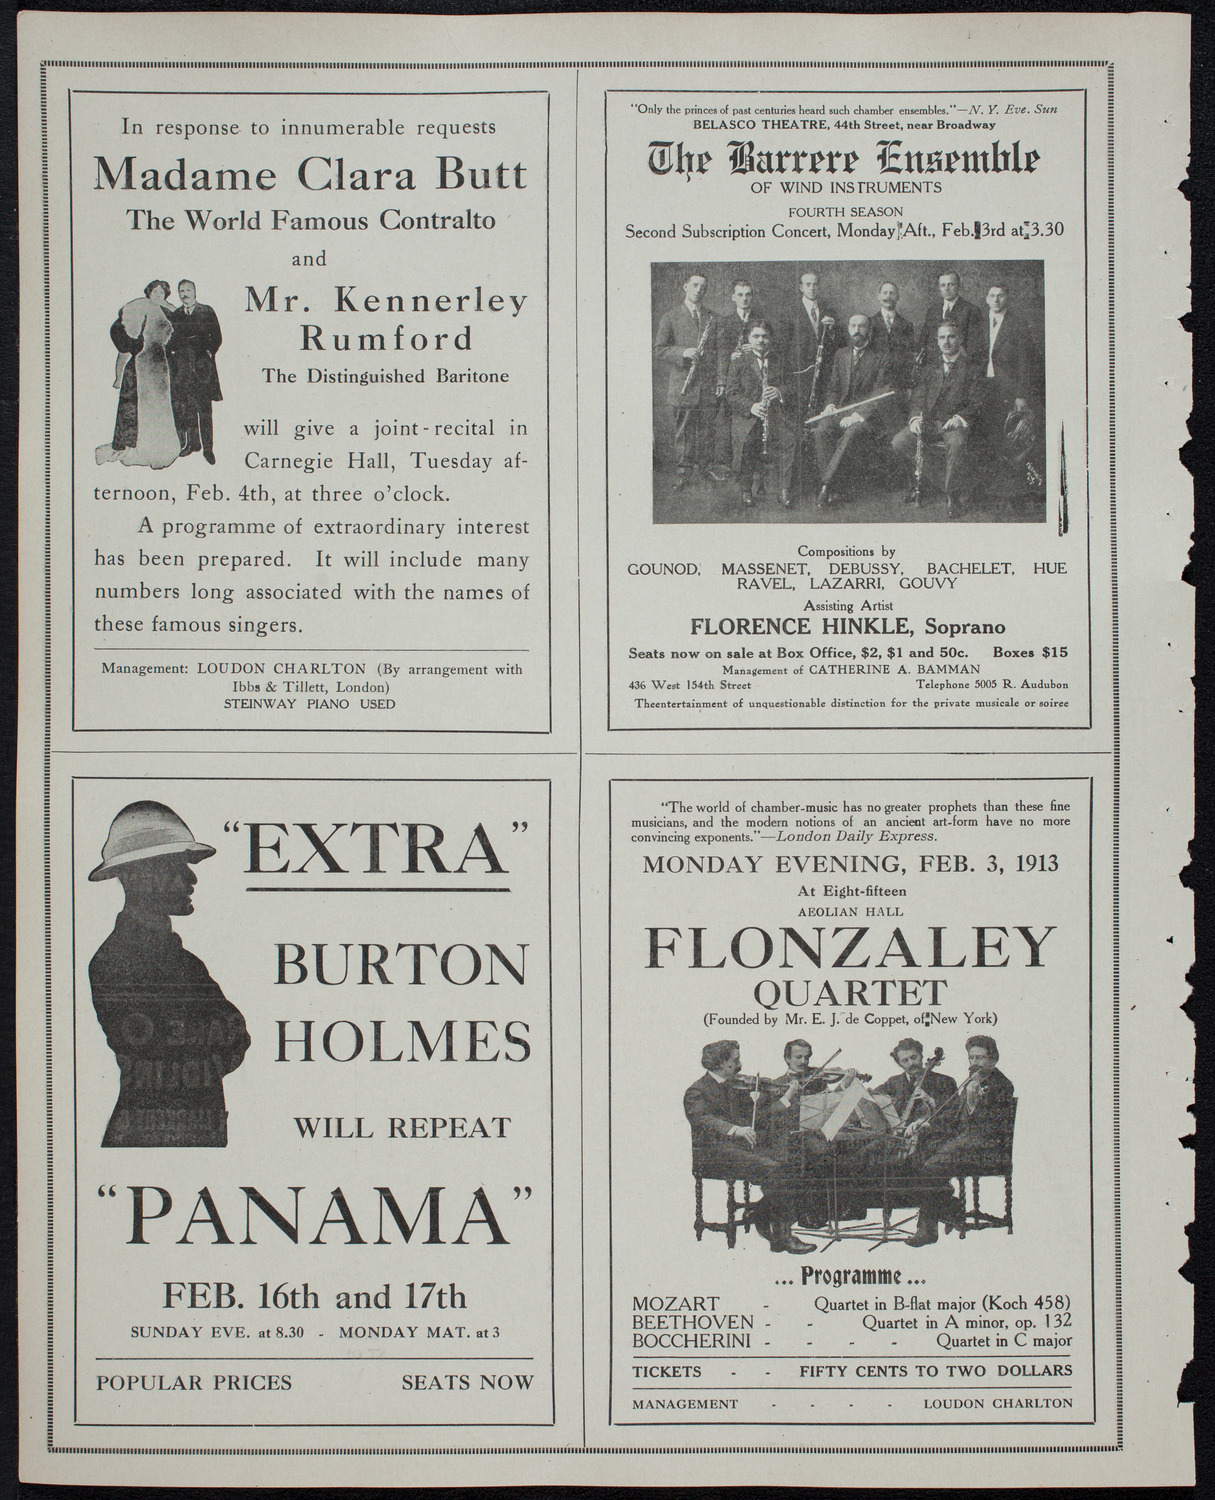 In response to innumerable requests
Madame Clara Butt
The World Famous Contralto
and
Mr. Kennerley
Rumford
The Distinguished Baritone
will give a joint-recital in
Carnegie Hall, Tuesday af-
ternoon, Feb. 4th, at three o'clock.
A programme of extraordinary interest
has been prepared. It will include many
numbers long associated with the names of
these famous singers.
Management: LOUDON CHARLTON (By arrangement with
Ibbs & Tillett, London)
STEINWAY PIANO USED
"Only the princes of past centuries heard such chamber ensembles."—N. Y. Eve. Sun
BELASCO THEATRE, 44th Street, near Broadway
The Barrere Ensemble
OF WIND INSTRUMENTS
FOURTH SEASON
Second Subscription Concert, Monday Aft., Feb. 3rd at 3.30
Compositions by
GOUNOD, MASSENET, DEBUSSY, BACHELET, HUE
RAVEL, LAZARRI, GOUVY
Assisting Artist
FLORENCE HINKLE, Soprano
Seats now on sale at Box Office, $2, $1 and 50c. Boxes $15
Management of CATHERINE A. BAMMAN
436 West 154th Street Telephone 5005 R. Audubon
Theentertainment of unquestionable distinction for the private musicale or soiree
"EXTRA"
BURTON
HOLMES
WILL REPEAT
"PANAMA"
FEB. 16th and 17th
SUNDAY EVE. at 8.30 - MONDAY MAT. at 3
POPULAR PRICES SEATS NOW
"The world of chamber-music has no greater prophets than these fine
musicians, and the modern notions of an ancient art-form have no more
convincing exponents."—London Daily Express.
MONDAY EVENING, FEB. 3, 1913
At Eight-fifteen
AEOLIAN HALL
FLONZALEY
QUARTET
(Founded by Mr. E. J. de Coppet, of New York)
... Programme ...
MOZART - Quartet in B-flat major (Koch 458)
BEETHOVEN - - Quartet in A minor, op. 132
BOCCHERINI - - - - Quartet in C major
TICKETS - - FIFTY CENTS TO TWO DOLLARS
MANAGEMENT - - - - LOUDON CHARLTON